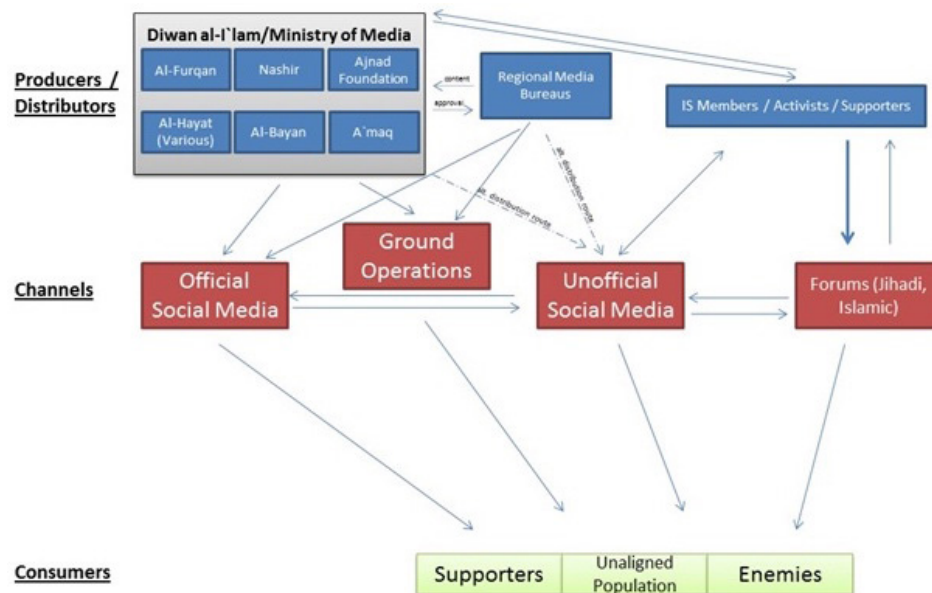 Diwan al-I`lam/Ministry of Media
Producers /
Distributors
Al-Furqan
Nashir
Ajnad
Foundation
Al-Hayat
(Various)
Al-Bayan
A`maq
content
approval
Regional Media
Bureaus
IS Members / Activists / Supporters
alt. distribution route
alt. distribution route
Channels
Official
Social Media
Ground
Operations
Unofficial
Social Media
Forums (Jihadi,
Islamic)
Consumers
Supporters
Unaligned
Population
Enemies